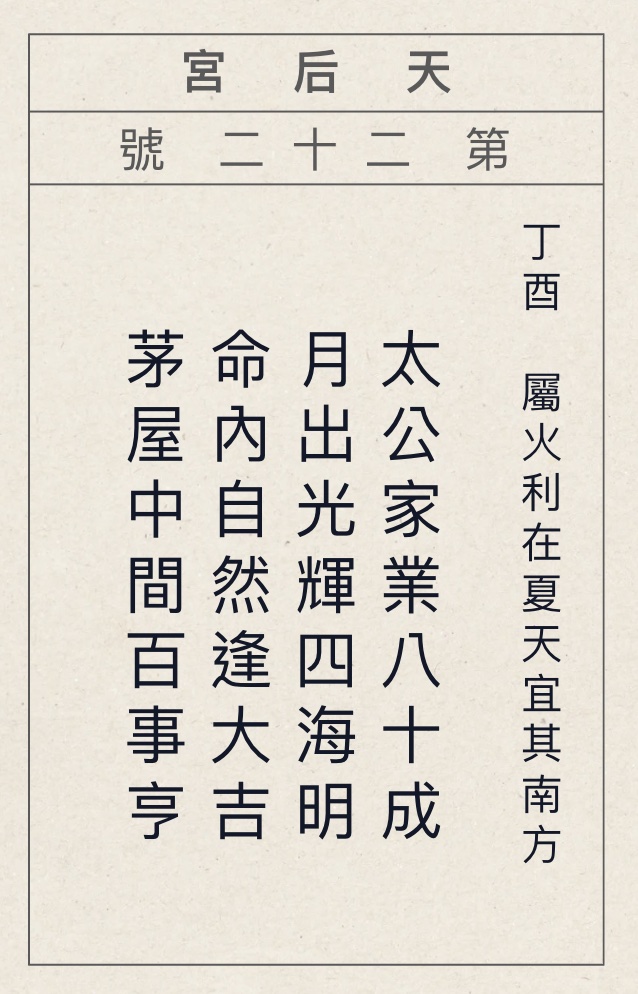 天后宮
第二十二號
丁酉 屬火利在夏天宜其南方
太公家業八十成
月出光輝四海明
命內自然逢大吉
茅屋中間百事亨